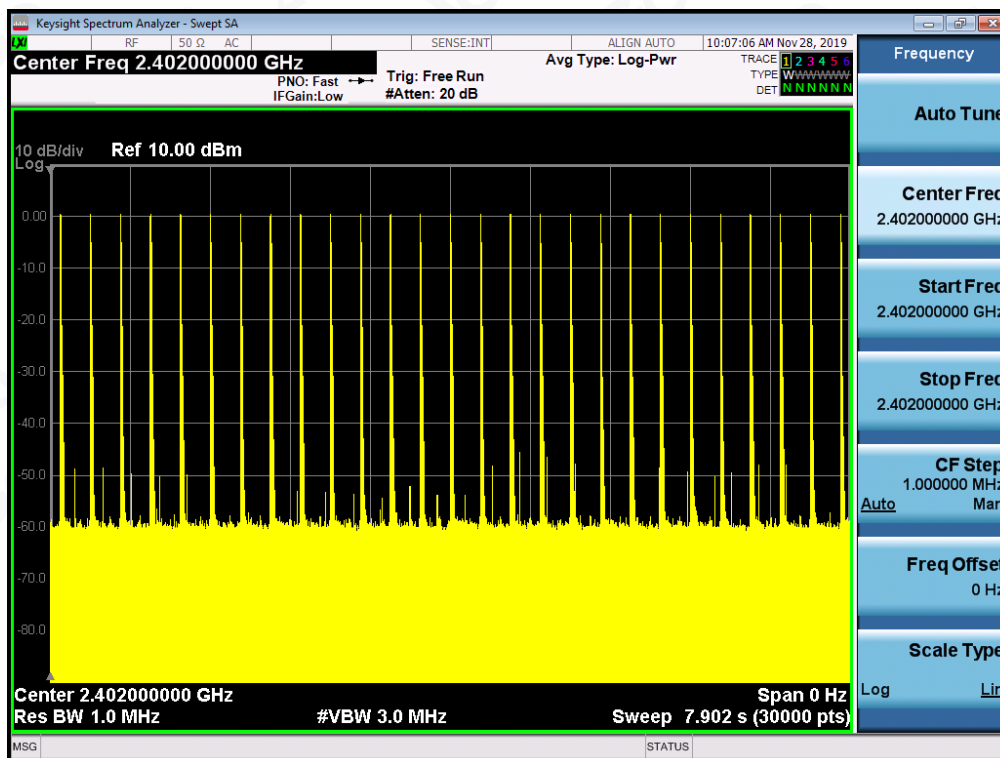 Keysight Spectrum Analyzer - Swept SA
LXI RF 50 Ω AC SENSE:INT ALIGN AUTO 10:07:06 AM Nov 28, 2019
Center Freq 2.402000000 GHz
PNO: Fast
IFGain:Low
Trig: Free Run
#Atten: 20 dB
Avg Type: Log-Pwr
TRACE 1 2 3 4 5 6
TYPE WWWWWW
DET N N N N N N
10 dB/div Ref 10.00 dBm
Log
0.00
-10.0
-20.0
-30.0
-40.0
-50.0
-60.0
-70.0
-80.0
Center 2.402000000 GHz Span 0 Hz
Res BW 1.0 MHz #VBW 3.0 MHz Sweep 7.902 s (30000 pts)
MSG STATUS
Frequency
Auto Tune
Center Freq
2.402000000 GHz
Start Freq
2.402000000 GHz
Stop Freq
2.402000000 GHz
CF Step
1.000000 MHz
Auto Man
Freq Offset
0 Hz
Scale Type
Log Lin